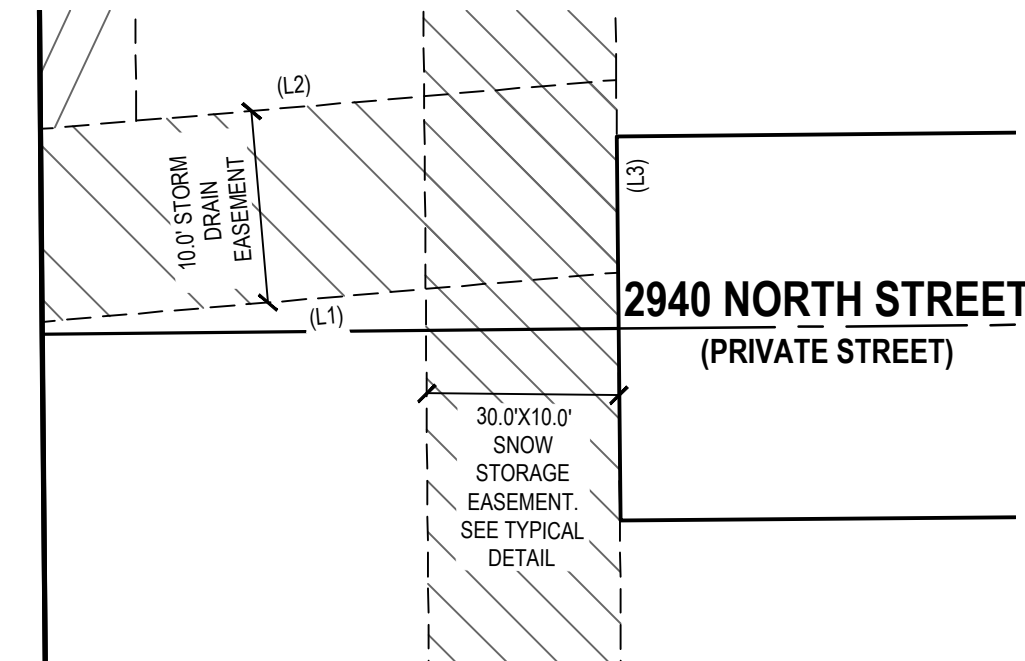 (L2)
10.0' STORM
DRAIN
EASEMENT
(L3)
(L1)
2940 NORTH STREET
(PRIVATE STREET)
30.0'X10.0'
SNOW
STORAGE
EASEMENT.
SEE TYPICAL
DETAIL